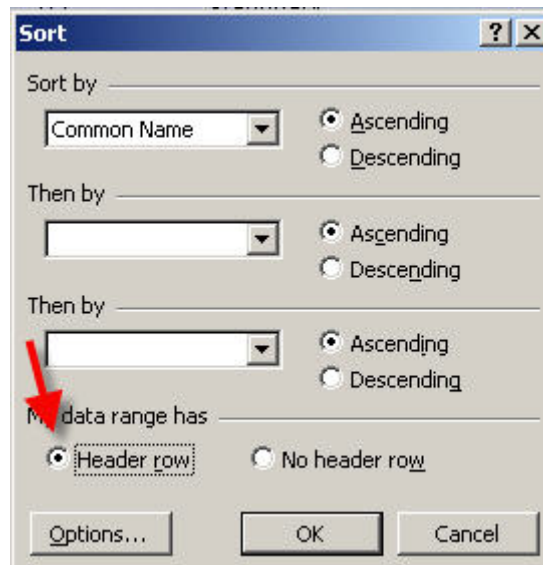 Sort
Sort by
Common Name
Ascending
Descending
Then by
Ascending
Descending
Then by
Ascending
Descending
My data range has
Header row
No header row
Options...
OK
Cancel